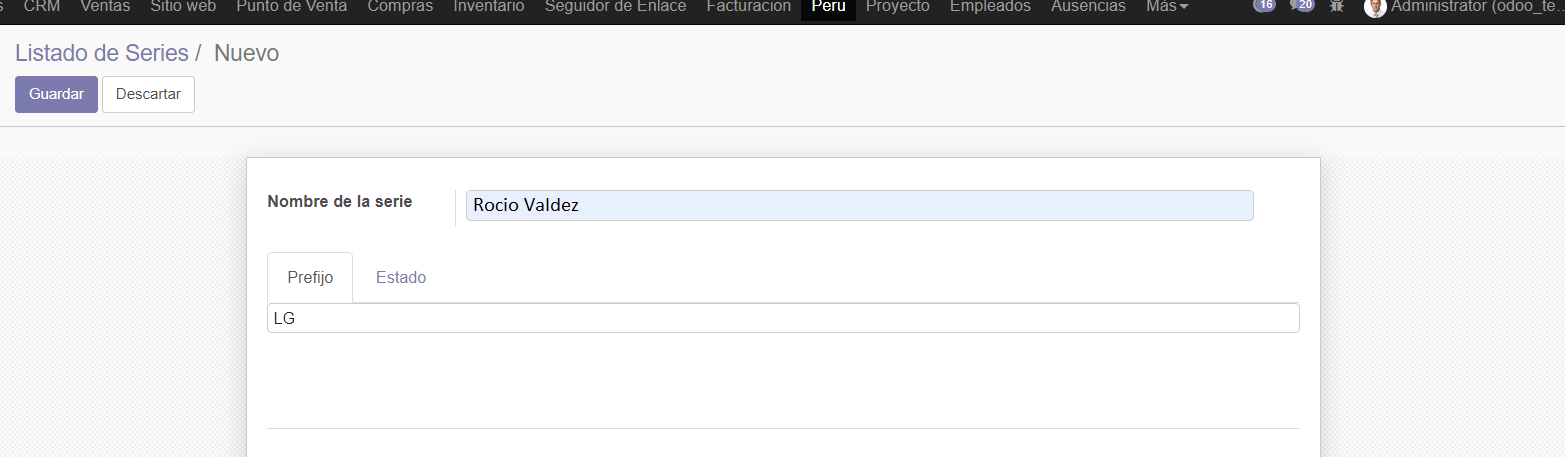 CRM Ventas Sitio web Punto de Venta Compras Inventario Seguidor de Enlace Facturación Perú Proyecto Empleados Ausencias Más 16 20 Administrator (odoo_te...
Listado de Series / Nuevo
Guardar Descartar
Nombre de la serie Rocio Valdez
Prefijo Estado
LG